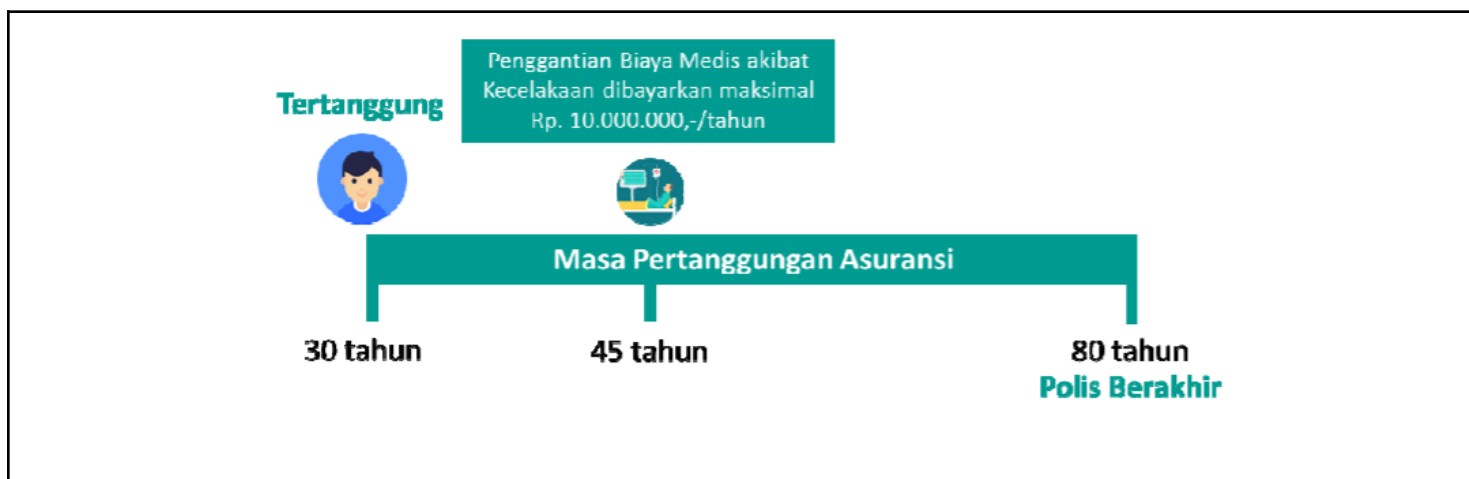 Penggantian Biaya Medis akibat
Kecelakaan dibayarkan maksimal
Rp. 10.000.000,-/tahun
Tertanggung
Masa Pertanggungan Asuransi
30 tahun
45 tahun
80 tahun
Polis Berakhir